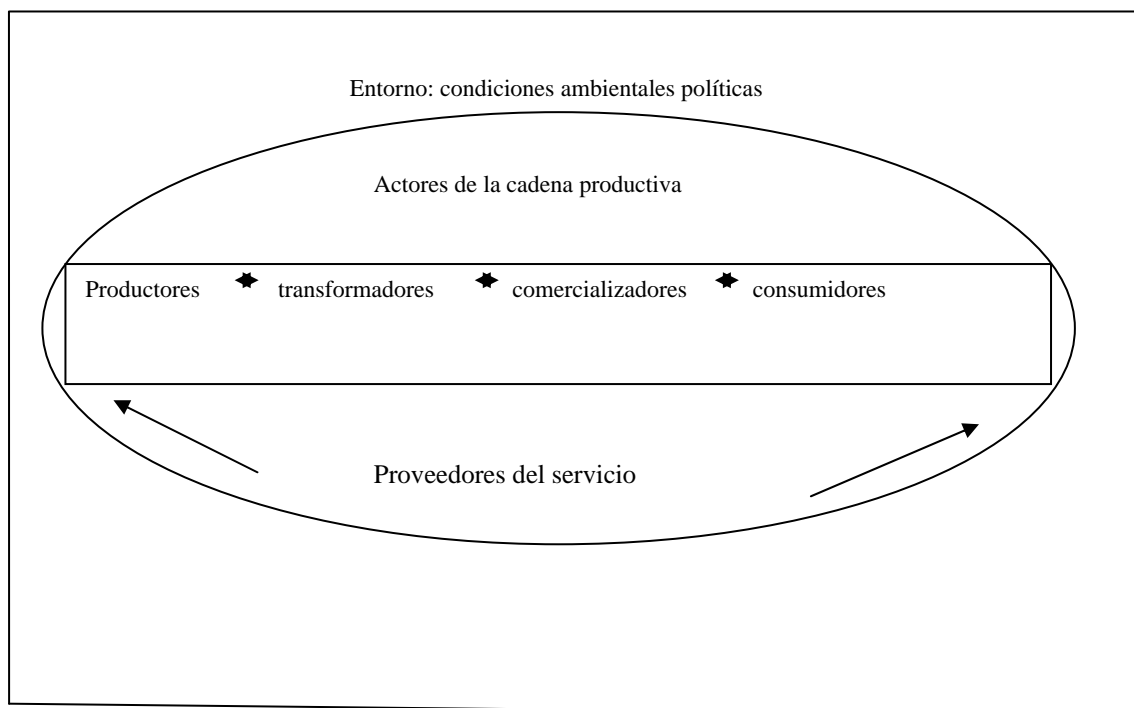 Entorno: condiciones ambientales políticas
Actores de la cadena productiva
Productores transformadores comercializadores consumidores
Proveedores del servicio